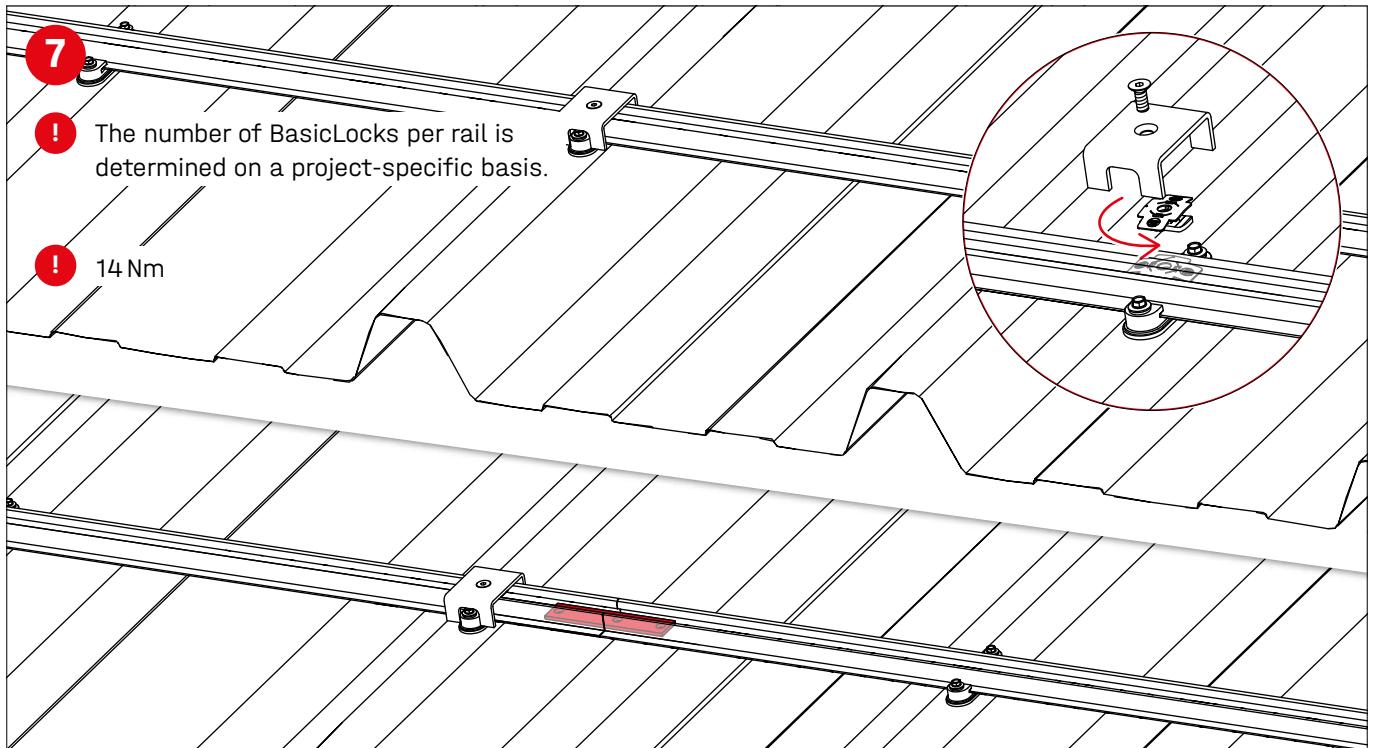 7
! The number of BasicLocks per rail is
determined on a project-specific basis.
! 14 Nm